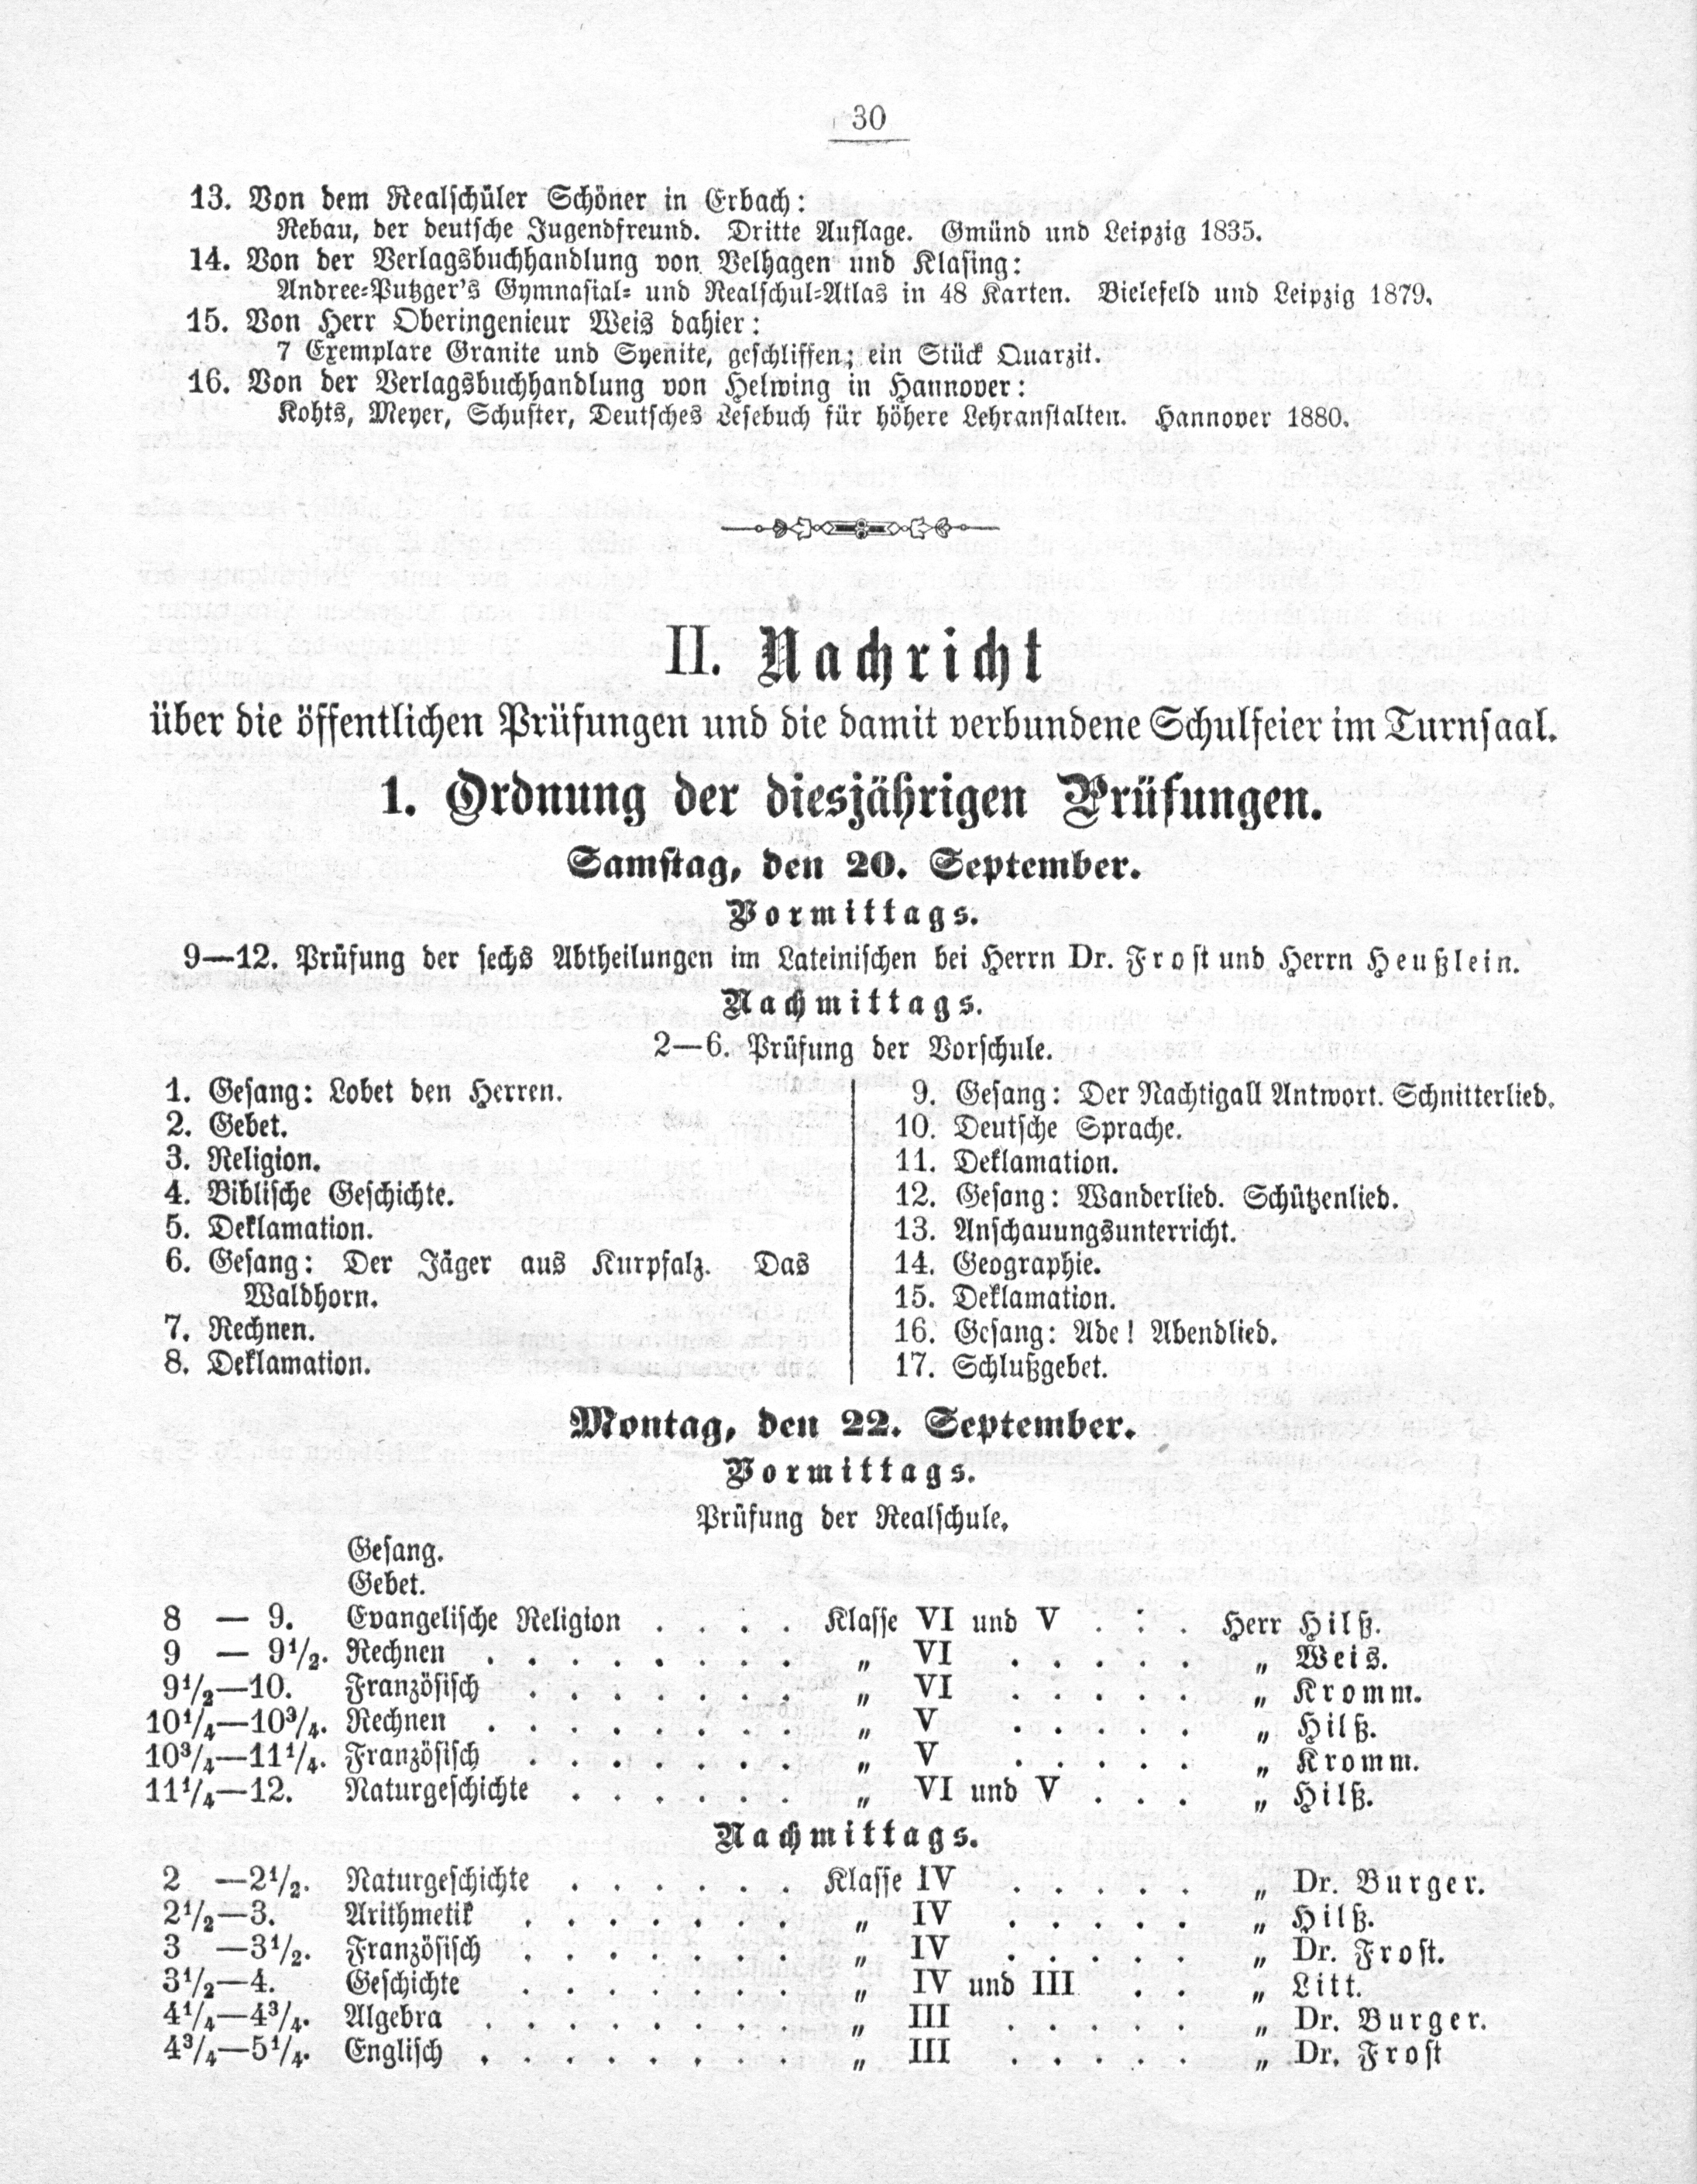 30
13. Von dem Realschüler Schöner in Erbach:
Rebau, der deutsche Jugendfreund. Dritte Auflage. Gmünd und Leipzig 1835.
14. Von der Verlagsbuchhandlung von Velhagen und Klasing:
Andree-Putzger's Gymnasial- und Realschul-Atlas in 48 Karten. Bielefeld und Leipzig 1879.
15. Von Herr Oberingenieur Weis dahier:
7 Exemplare Granite und Syenite, geschliffen; ein Stück Quarzit.
16. Von der Verlagsbuchhandlung von Helwing in Hannover:
Kohts, Meyer, Schuster, Deutsches Lesebuch für höhere Lehranstalten. Hannover 1880.
II. Nachricht
über die öffentlichen Prüfungen und die damit verbundene Schulfeier im Turnsaal.
1. Ordnung der diesjährigen Prüfungen.
Samstag, den 20. September.
Vormittags.
9—12. Prüfung der sechs Abtheilungen im Lateinischen bei Herrn Dr. Frost und Herrn Heußlein.
Nachmittags.
2—6. Prüfung der Vorschule.
1. Gesang: Lobet den Herren.
2. Gebet.
3. Religion.
4. Biblische Geschichte.
5. Deklamation.
6. Gesang: Der Jäger aus Kurpfalz. Das
Waldhorn.
7. Rechnen.
8. Deklamation.
9. Gesang: Der Nachtigall Antwort. Schnitterlied.
10. Deutsche Sprache.
11. Deklamation.
12. Gesang: Wanderlied. Schützenlied.
13. Anschauungsunterricht.
14. Geographie.
15. Deklamation.
16. Gesang: Ade! Abendlied.
17. Schlußgebet.
Montag, den 22. September.
Vormittags.
Prüfung der Realschule.
Gesang.
Gebet.
8 — 9. Evangelische Religion . . . . Klasse VI und V . . . Herr Hilß.
9 — 9½. Rechnen . . . . . . . . „ VI . . . . . „ Weis.
9½—10. Französisch . . . . . . . „ VI . . . . . „ Kromm.
10¼—10¾. Rechnen . . . . . . . . „ V . . . . . „ Hilß.
10¾—11¼. Französisch . . . . . . . „ V . . . . . „ Kromm.
11¼—12. Naturgeschichte . . . . . . „ VI und V . . . „ Hilß.
Nachmittags.
2 —2½. Naturgeschichte . . . . . . Klasse IV . . . . . „ Dr. Burger.
2½—3. Arithmetik . . . . . . . „ IV . . . . . „ Hilß.
3 —3½. Französisch . . . . . . . „ IV . . . . . „ Dr. Frost.
3½—4. Geschichte . . . . . . . „ IV und III . . „ Litt.
4¼—4¾. Algebra . . . . . . . . „ III . . . . . „ Dr. Burger.
4¾—5¼. Englisch . . . . . . . . „ III . . . . . „ Dr. Frost